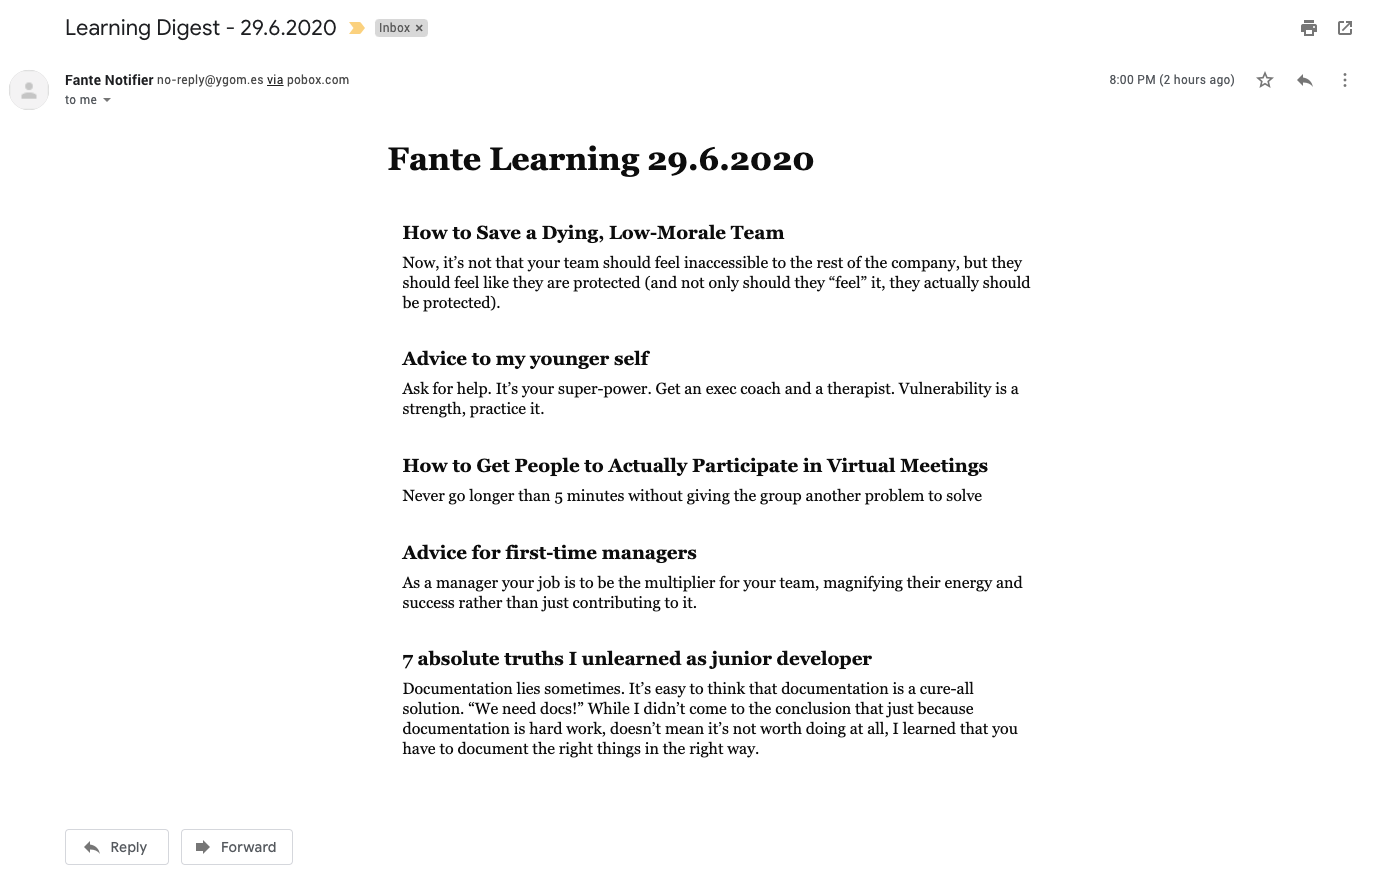 Learning Digest - 29.6.2020
Inbox ×
Fante Notifier no-reply@ygom.es via pobox.com
8:00 PM (2 hours ago)
to me
Fante Learning 29.6.2020
How to Save a Dying, Low-Morale Team
Now, it’s not that your team should feel inaccessible to the rest of the company, but they
should feel like they are protected (and not only should they “feel” it, they actually should
be protected).
Advice to my younger self
Ask for help. It’s your super-power. Get an exec coach and a therapist. Vulnerability is a
strength, practice it.
How to Get People to Actually Participate in Virtual Meetings
Never go longer than 5 minutes without giving the group another problem to solve
Advice for first-time managers
As a manager your job is to be the multiplier for your team, magnifying their energy and
success rather than just contributing to it.
7 absolute truths I unlearned as junior developer
Documentation lies sometimes. It’s easy to think that documentation is a cure-all
solution. “We need docs!” While I didn’t come to the conclusion that just because
documentation is hard work, doesn’t mean it’s not worth doing at all, I learned that you
have to document the right things in the right way.
Reply
Forward